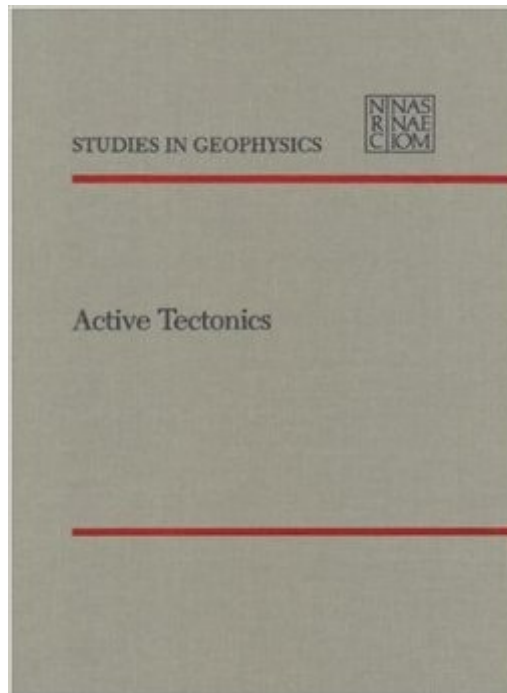 STUDIES IN GEOPHYSICS
N NAS
R NAE
C IOM
Active Tectonics